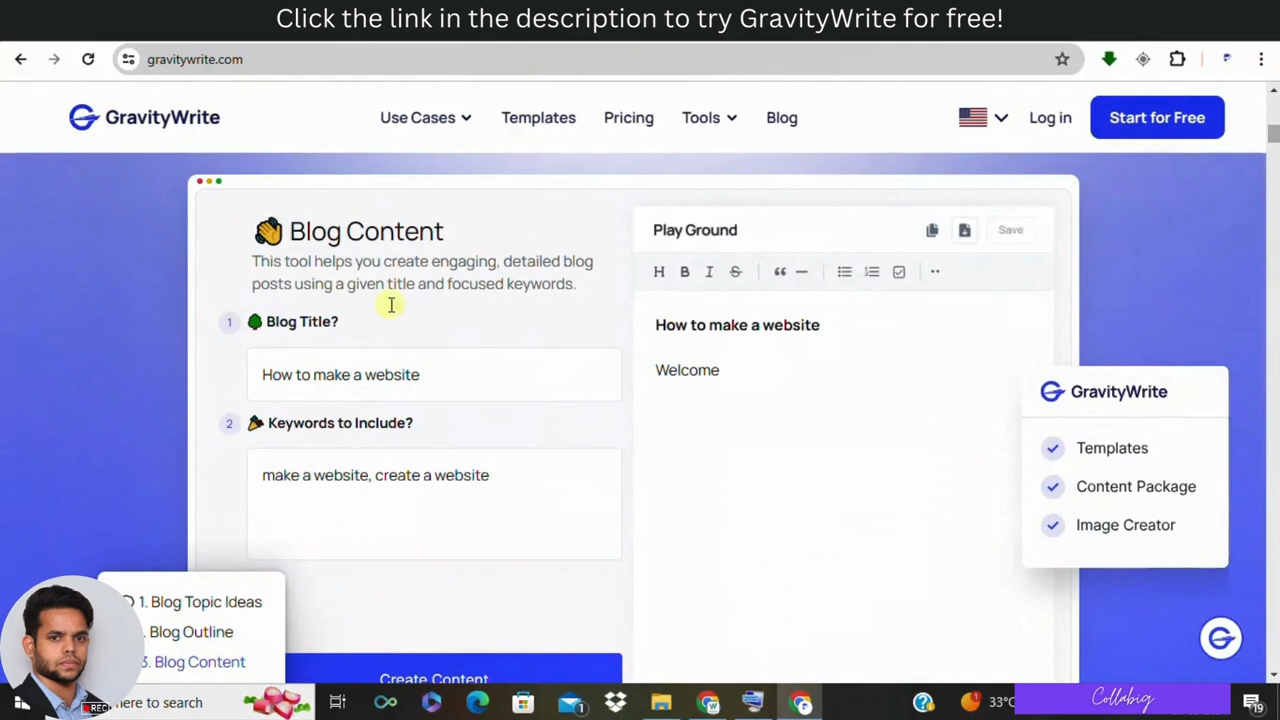 Click the link in the description to try GravityWrite for free!
gravitywrite.com
GravityWrite
Use Cases
Templates
Pricing
Tools
Blog
Log in
Start for Free
Blog Content
This tool helps you create engaging, detailed blog
posts using a given title and focused keywords.
1 Blog Title?
How to make a website
2 Keywords to Include?
make a website, create a website
Play Ground
Save
H B I S
How to make a website
Welcome
GravityWrite
Templates
Content Package
Image Creator
1. Blog Topic Ideas
. Blog Outline
3. Blog Content
Create Content
REC
here to search
1
33°C
Collabig
19